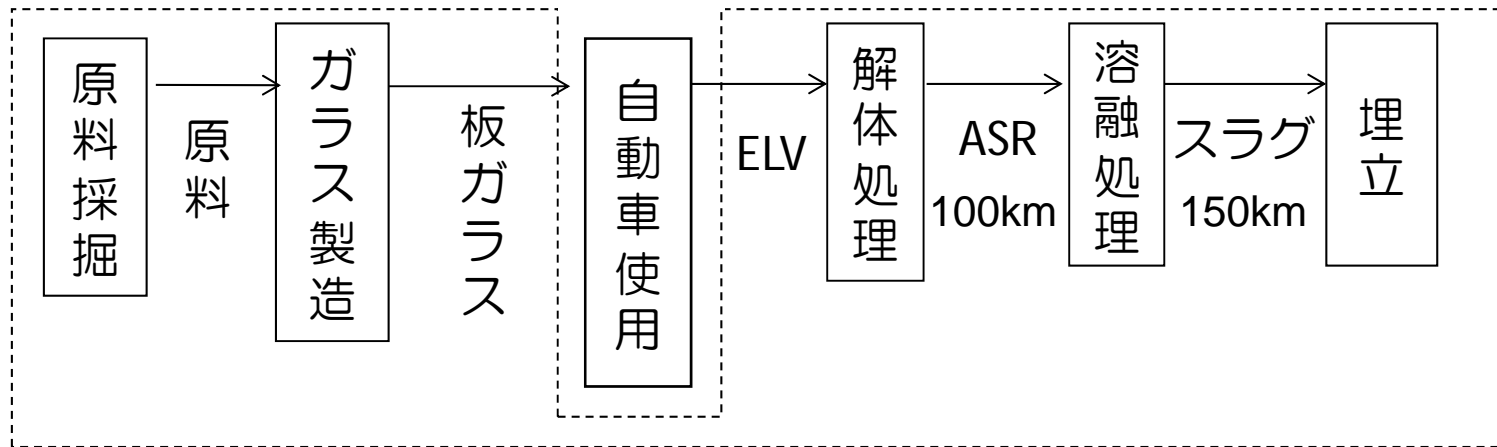 原料採掘
原料
ガラス製造
板ガラス
自動車使用
ELV
解体処理
ASR
100km
溶融処理
スラグ
150km
埋立